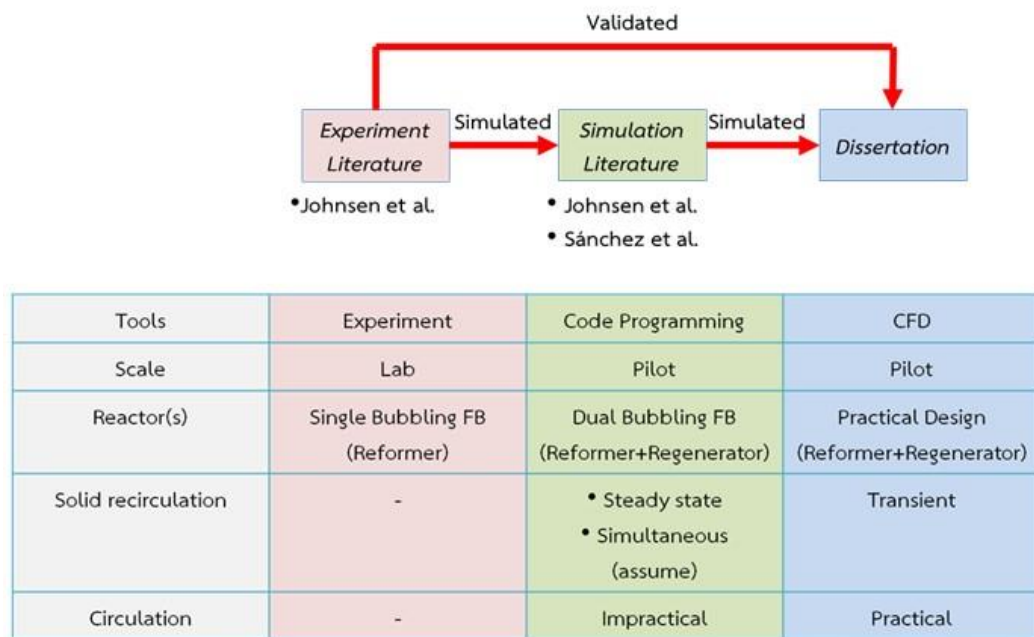 Validated
Experiment
Literature
Simulated
Simulation
Literature
Simulated
Dissertation
•Johnsen et al.
• Johnsen et al.
• Sánchez et al.
Tools
Experiment
Code Programming
CFD
Scale
Lab
Pilot
Pilot
Reactor(s)
Single Bubbling FB
(Reformer)
Dual Bubbling FB
(Reformer+Regenerator)
Practical Design
(Reformer+Regenerator)
Solid recirculation
-
• Steady state
• Simultaneous
(assume)
Transient
Circulation
-
Impractical
Practical